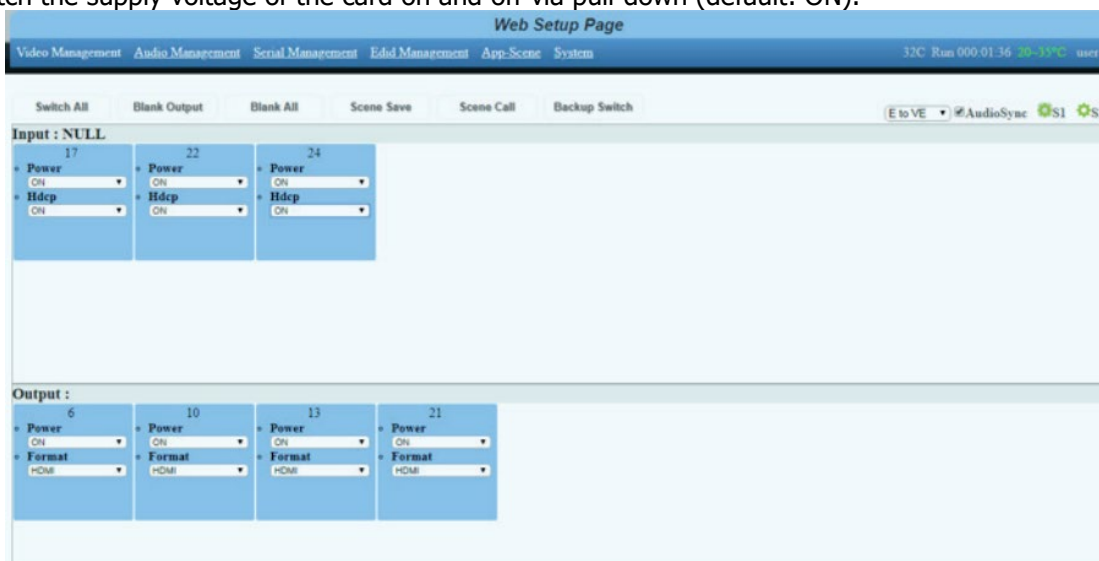 tch the supply voltage of the card on and off via pull down (default: ON).
Web Setup Page
Video Management Audio Management Serial Management Edid Management App-Scene System 32C Run 000:01:36 20~35°C user
Switch All Blank Output Blank All Scene Save Scene Call Backup Switch E to VE AudioSync S1 S
Input : NULL
17 22 24
Power Power Power
ON ON ON
Hdcp Hdcp Hdcp
ON ON ON
Output :
6 10 13 21
Power Power Power Power
ON ON ON ON
Format Format Format Format
HDMI HDMI HDMI HDMI